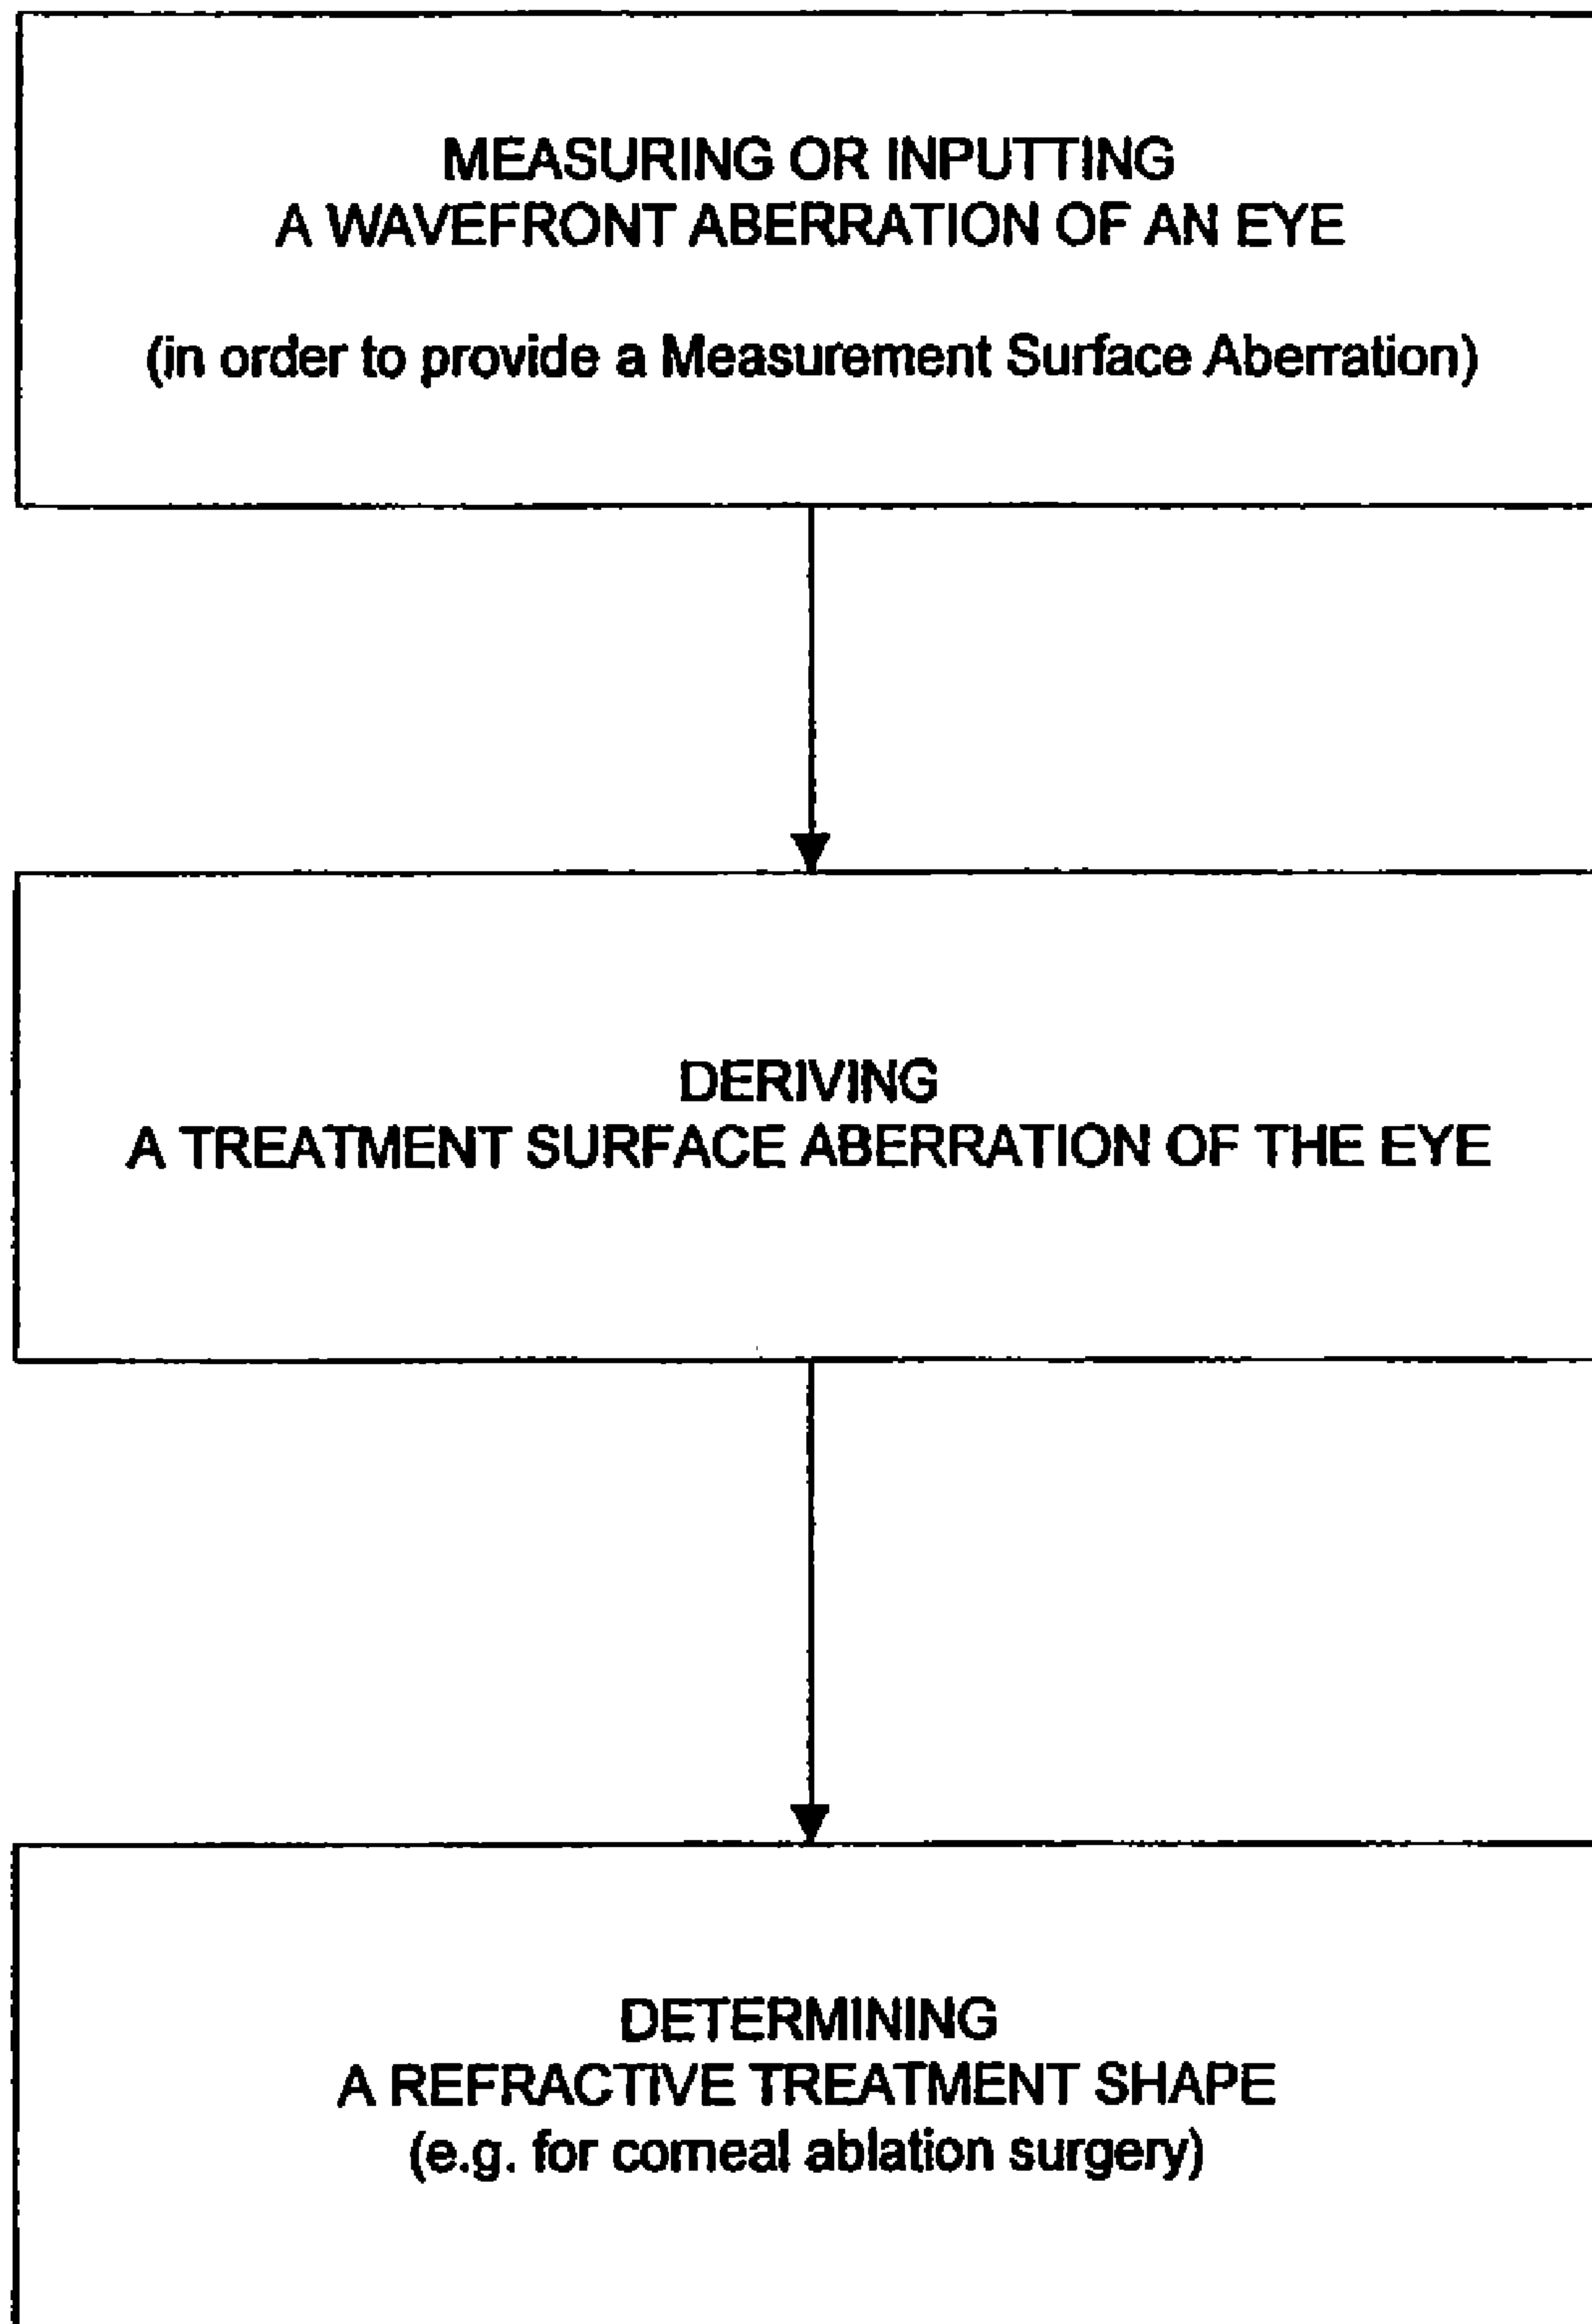 MEASURING OR INPUTTING
A WAVEFRONT ABERRATION OF AN EYE
(in order to provide a Measurement Surface Aberration)
DERIVING
A TREATMENT SURFACE ABERRATION OF THE EYE
DETERMINING
A REFRACTIVE TREATMENT SHAPE
(e.g. for corneal ablation surgery)